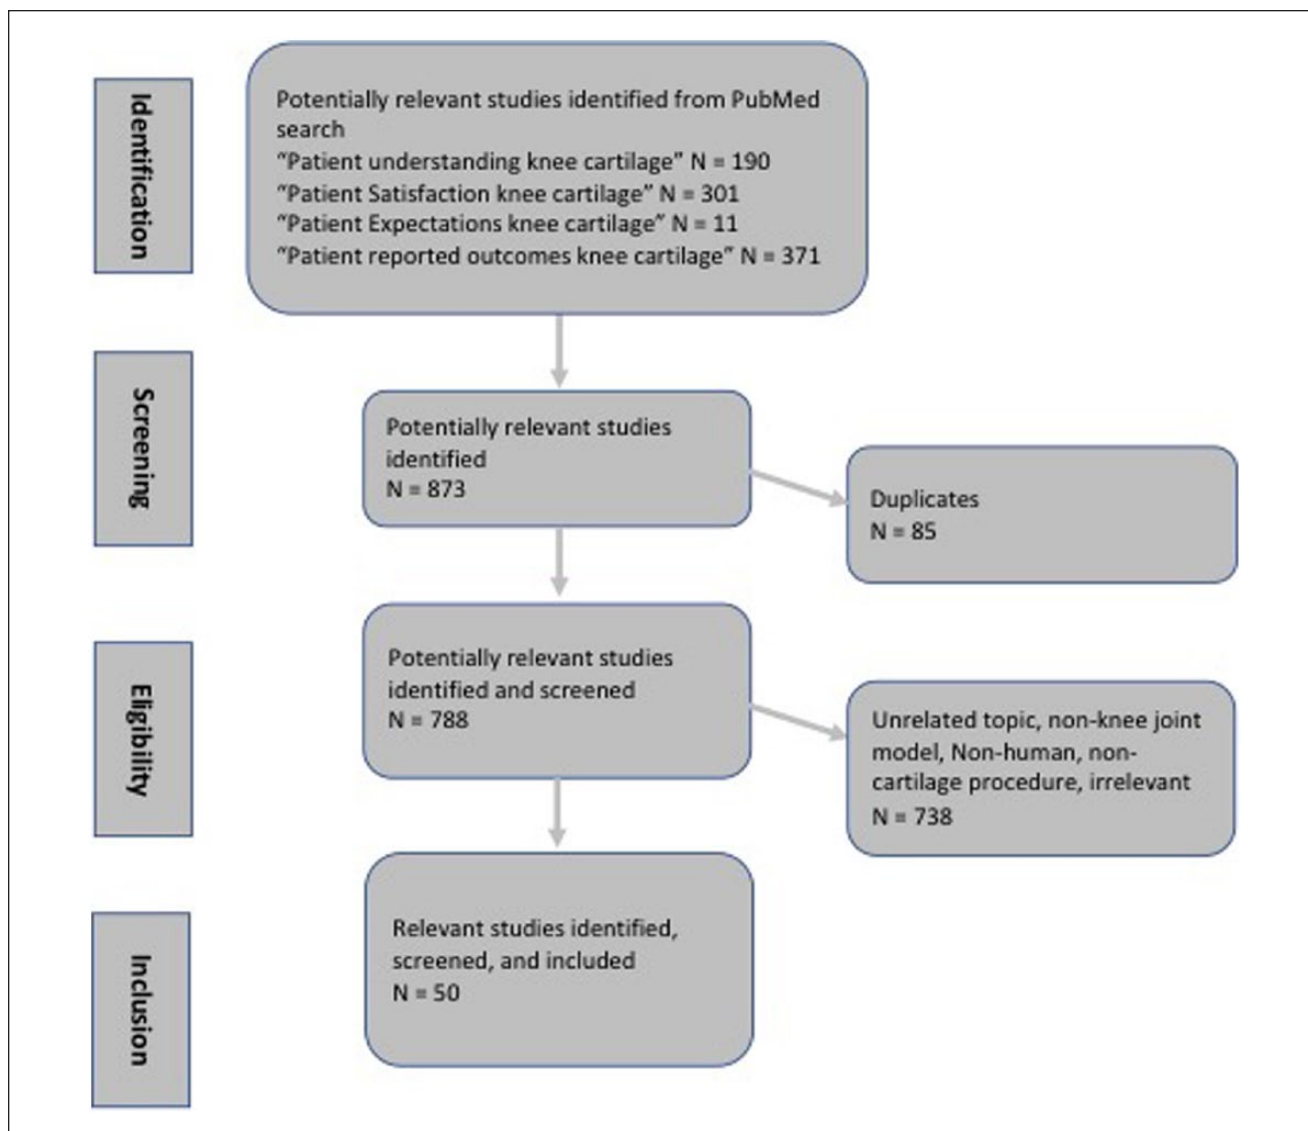 Identification
Potentially relevant studies identified from PubMed
search
“Patient understanding knee cartilage” N = 190
“Patient Satisfaction knee cartilage” N = 301
“Patient Expectations knee cartilage” N = 11
“Patient reported outcomes knee cartilage” N = 371
Screening
Potentially relevant studies
identified
N = 873
Duplicates
N = 85
Eligibility
Potentially relevant studies
identified and screened
N = 788
Unrelated topic, non-knee joint
model, Non-human, non-
cartilage procedure, irrelevant
N = 738
Inclusion
Relevant studies identified,
screened, and included
N = 50